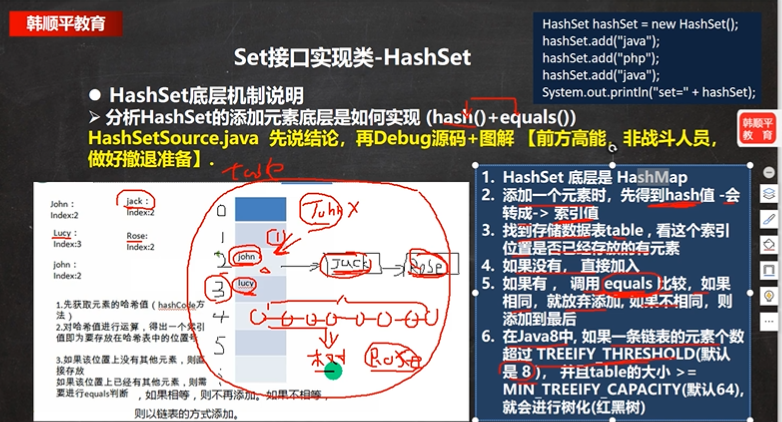 韩顺平教育
HashSet hashSet = new HashSet();
hashSet.add("java");
hashSet.add("php");
hashSet.add("java");
System.out.println("set=" + hashSet);
Set接口实现类-HashSet
● HashSet底层机制说明
➢ 分析HashSet的添加元素底层是如何实现 (hash()+equals())
HashSetSource.java 先说结论，再Debug源码+图解 【前方高能，非战斗人员，
做好撤退准备】.
韩顺平
教 育
table
John：
Index:2
jack：
Index:2
Lucy：
Index:3
Rose:
Index:2
john：
Index:2
1.先获取元素的哈希值（hashCode方
法）
2.对哈希值进行运算，得出一个索引
值即为要存放在哈希表中的位置号
3.如果该位置上没有其他元素，则直
接存放
如果该位置上已经有其他元素，则需
要进行equals判断，如果相等，则不再添加。如果不相等，
则以链表的方式添加。
0
1
2
3
4
5
john
lucy
John X
Jack
Rose
Rose
1. HashSet 底层是 HashMap
2. 添加一个元素时，先得到hash值 -会
转成-> 索引值
3. 找到存储数据表table，看这个索引
位置是否已经存放的有元素
4. 如果没有，直接加入
5. 如果有 ，调用 equals 比较，如果
相同，就放弃添加, 如果不相同，则
添加到最后
6. 在Java8中, 如果一条链表的元素个数
超过 TREEIFY_THRESHOLD(默认
是 8 )，并且table的大小 >=
MIN_TREEIFY_CAPACITY(默认64),
就会进行树化(红黑树)